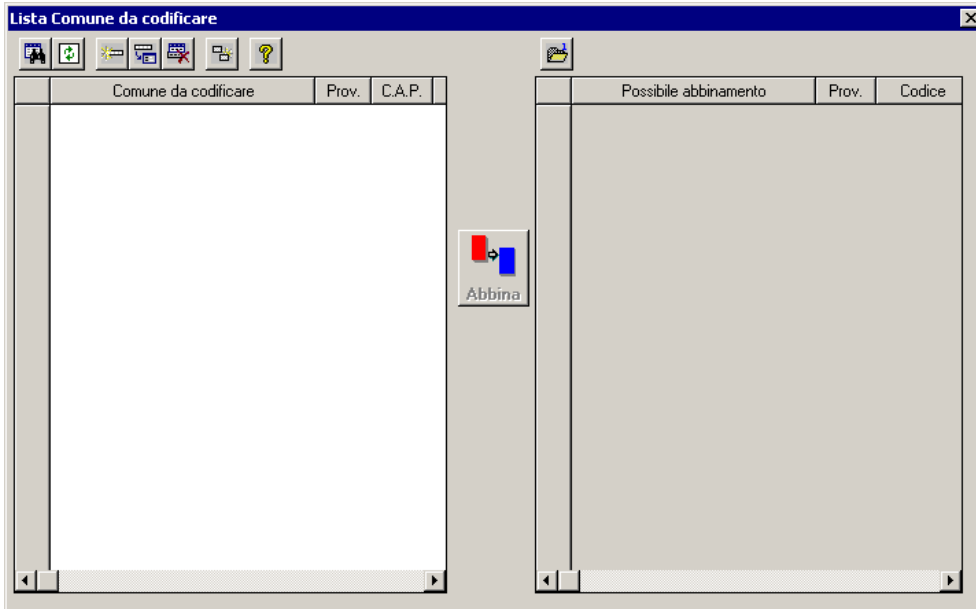 Lista Comune da codificare
Comune da codificare Prov. C.A.P.
Possibile abbinamento Prov. Codice
Abbina